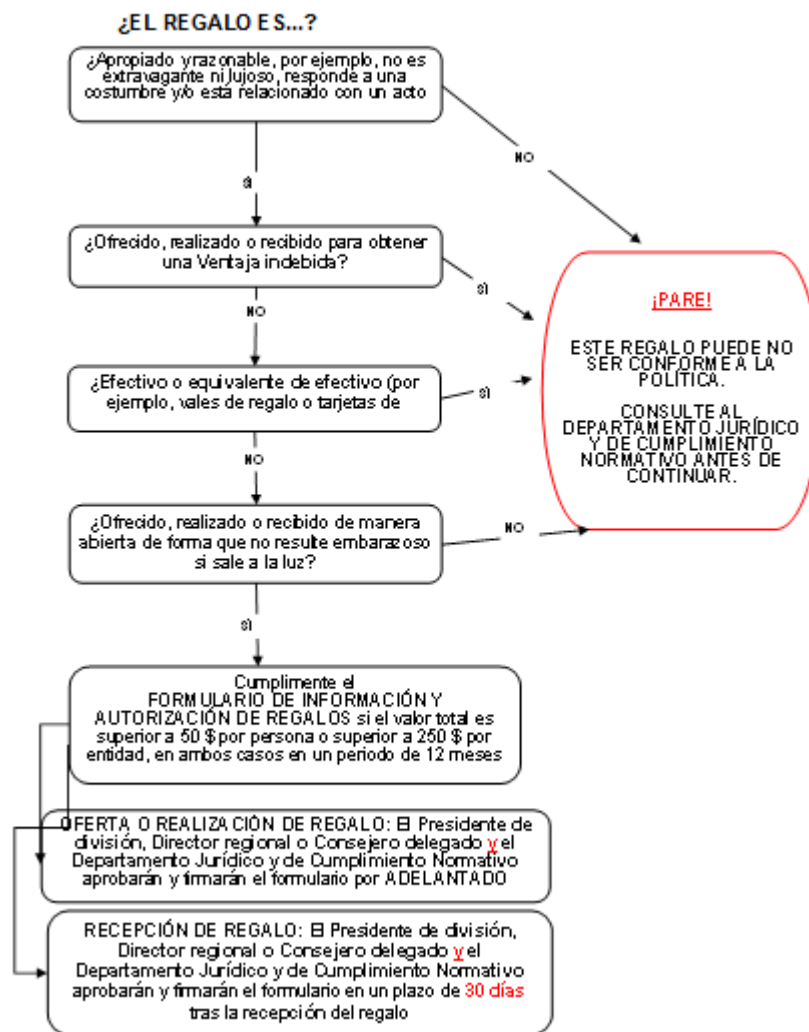 ¿EL REGALO ES...?
¿Apropiado y razonable, por ejemplo, no es
extravagante ni lujoso, responde a una
costumbre y/o está relacionado con un acto
NO
SÍ
¿Ofrecido, realizado o recibido para obtener
una Ventaja indebida?
SÍ
NO
¡PARE!
ESTE REGALO PUEDE NO
SER CONFORME A LA
POLÍTICA.
CONSULTE AL
DEPARTAMENTO JURÍDICO
Y DE CUMPLIMIENTO
NORMATIVO ANTES DE
CONTINUAR.
¿Efectivo o equivalente de efectivo (por
ejemplo, vales de regalo o tarjetas de
SÍ
NO
¿Ofrecido, realizado o recibido de manera
abierta de forma que no resulte embarazoso
si sale a la luz?
NO
SÍ
Cumplimente el
FORMULARIO DE INFORMACIÓN Y
AUTORIZACIÓN DE REGALOS si el valor total es
superior a 50 $ por persona o superior a 250 $ por
entidad, en ambos casos en un periodo de 12 meses
OFERTA O REALIZACIÓN DE REGALO: El Presidente de
división, Director regional o Consejero delegado y el
Departamento Jurídico y de Cumplimiento Normativo
aprobarán y firmarán el formulario por ADELANTADO
RECEPCIÓN DE REGALO: El Presidente de división,
Director regional o Consejero delegado y el
Departamento Jurídico y de Cumplimiento Normativo
aprobarán y firmarán el formulario en un plazo de 30 días
tras la recepción del regalo